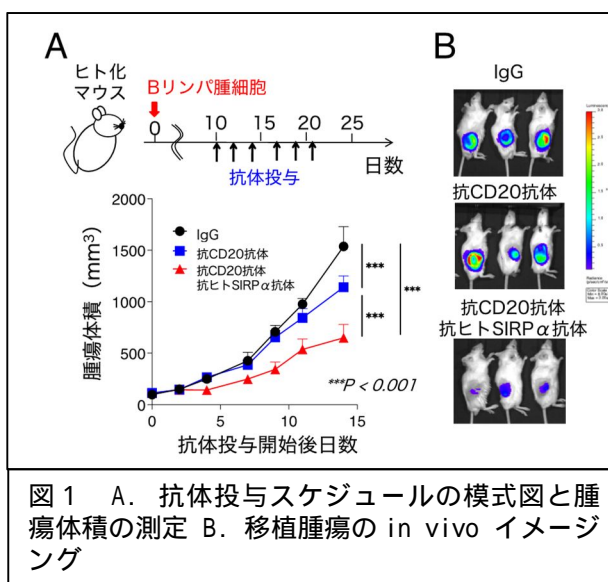 A
ヒト化
マウス
Bリンパ腫細胞
0
10 15 20 25
抗体投与
日数
2000
1500
1000
500
0
腫瘍体積（mm³）
IgG
抗CD20抗体
抗CD20抗体
抗ヒトSIRPα抗体
***
***
***
***P < 0.001
0 5 10 15
抗体投与開始後日数
B
IgG
抗CD20抗体
抗CD20抗体
抗ヒトSIRPα抗体
図１　A．抗体投与スケジュールの模式図と腫
瘍体積の測定 B．移植腫瘍の in vivo イメージ
ング